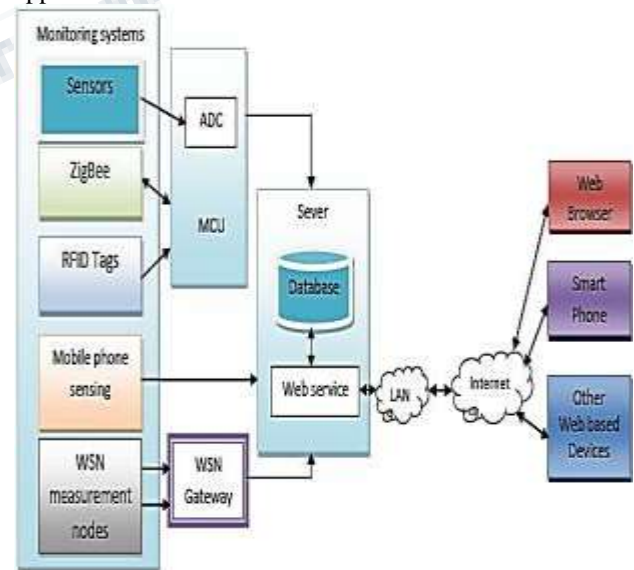 Monitoring systems
Sensors
ZigBee
RFID Tags
Mobile phone
sensing
WSN
measurement
nodes
ADC
MCU
WSN
Gateway
Sever
Database
Web service
LAN
Internet
Web
Browser
Smart
Phone
Other
Web based
Devices